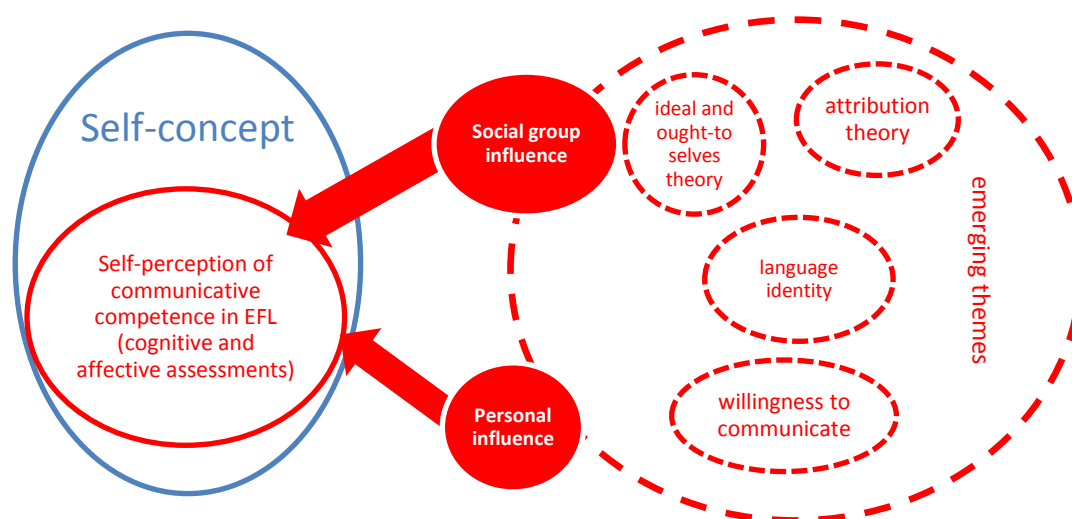 Self-concept
Self-perception of
communicative
competence in EFL
(cognitive and
affective assessments)
Social group
influence
Personal
influence
ideal and
ought-to
selves
theory
attribution
theory
language
identity
willingness to
communicate
emerging themes